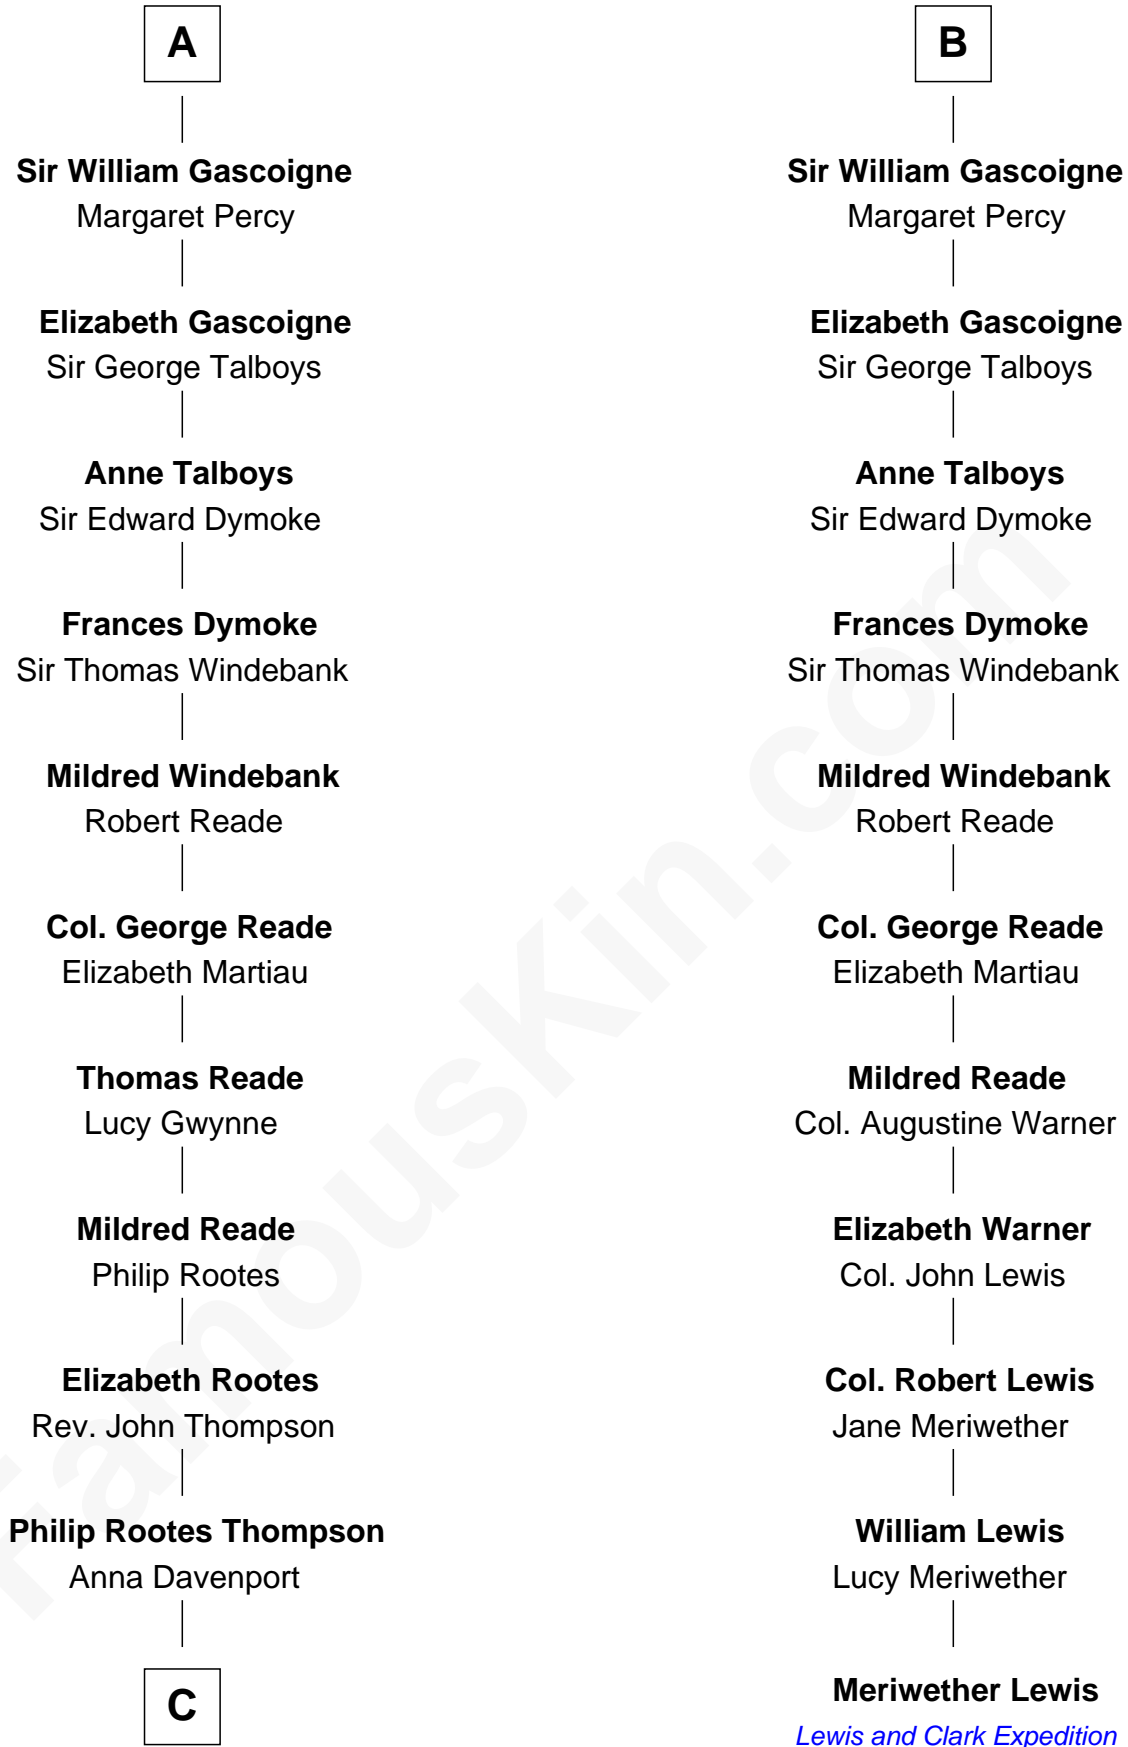 A
Sir William Gascoigne
Margaret Percy
Elizabeth Gascoigne
Sir George Talboys
Anne Talboys
Sir Edward Dymoke
Frances Dymoke
Sir Thomas Windebank
Mildred Windebank
Robert Reade
Col. George Reade
Elizabeth Martiau
Thomas Reade
Lucy Gwynne
Mildred Reade
Philip Rootes
Elizabeth Rootes
Rev. John Thompson
Philip Rootes Thompson
Anna Davenport
C
B
Sir William Gascoigne
Margaret Percy
Elizabeth Gascoigne
Sir George Talboys
Anne Talboys
Sir Edward Dymoke
Frances Dymoke
Sir Thomas Windebank
Mildred Windebank
Robert Reade
Col. George Reade
Elizabeth Martiau
Mildred Reade
Col. Augustine Warner
Elizabeth Warner
Col. John Lewis
Col. Robert Lewis
Jane Meriwether
William Lewis
Lucy Meriwether
Meriwether Lewis
Lewis and Clark Expedition
FamousKin.com